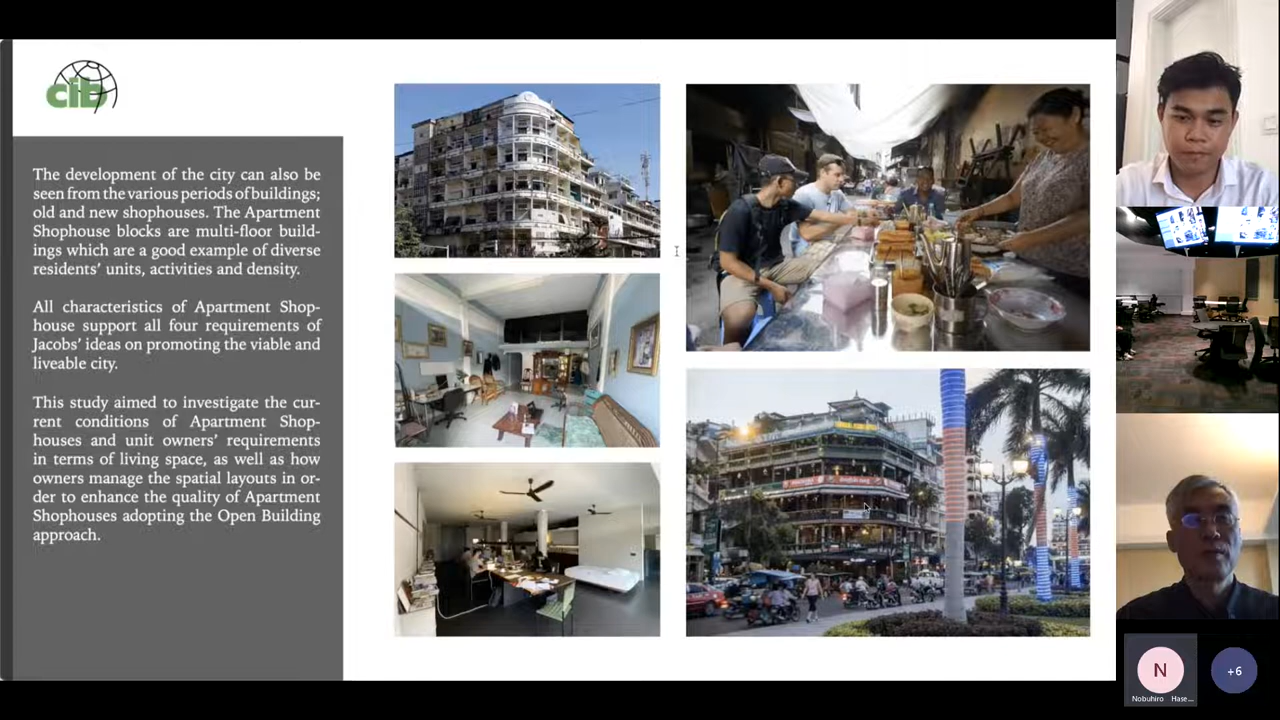 cib
The development of the city can also be
seen from the various periods of buildings;
old and new shophouses. The Apartment
Shophouse blocks are multi-floor build-
ings which are a good example of diverse
residents' units, activities and density.
All characteristics of Apartment Shop-
house support all four requirements of
Jacobs' ideas on promoting the viable and
liveable city.
This study aimed to investigate the cur-
rent conditions of Apartment Shop-
houses and unit owners' requirements
in terms of living space, as well as how
owners manage the spatial layouts in or-
der to enhance the quality of Apartment
Shophouses adopting the Open Building
approach.
N
+6
Nobuhiro Hase...